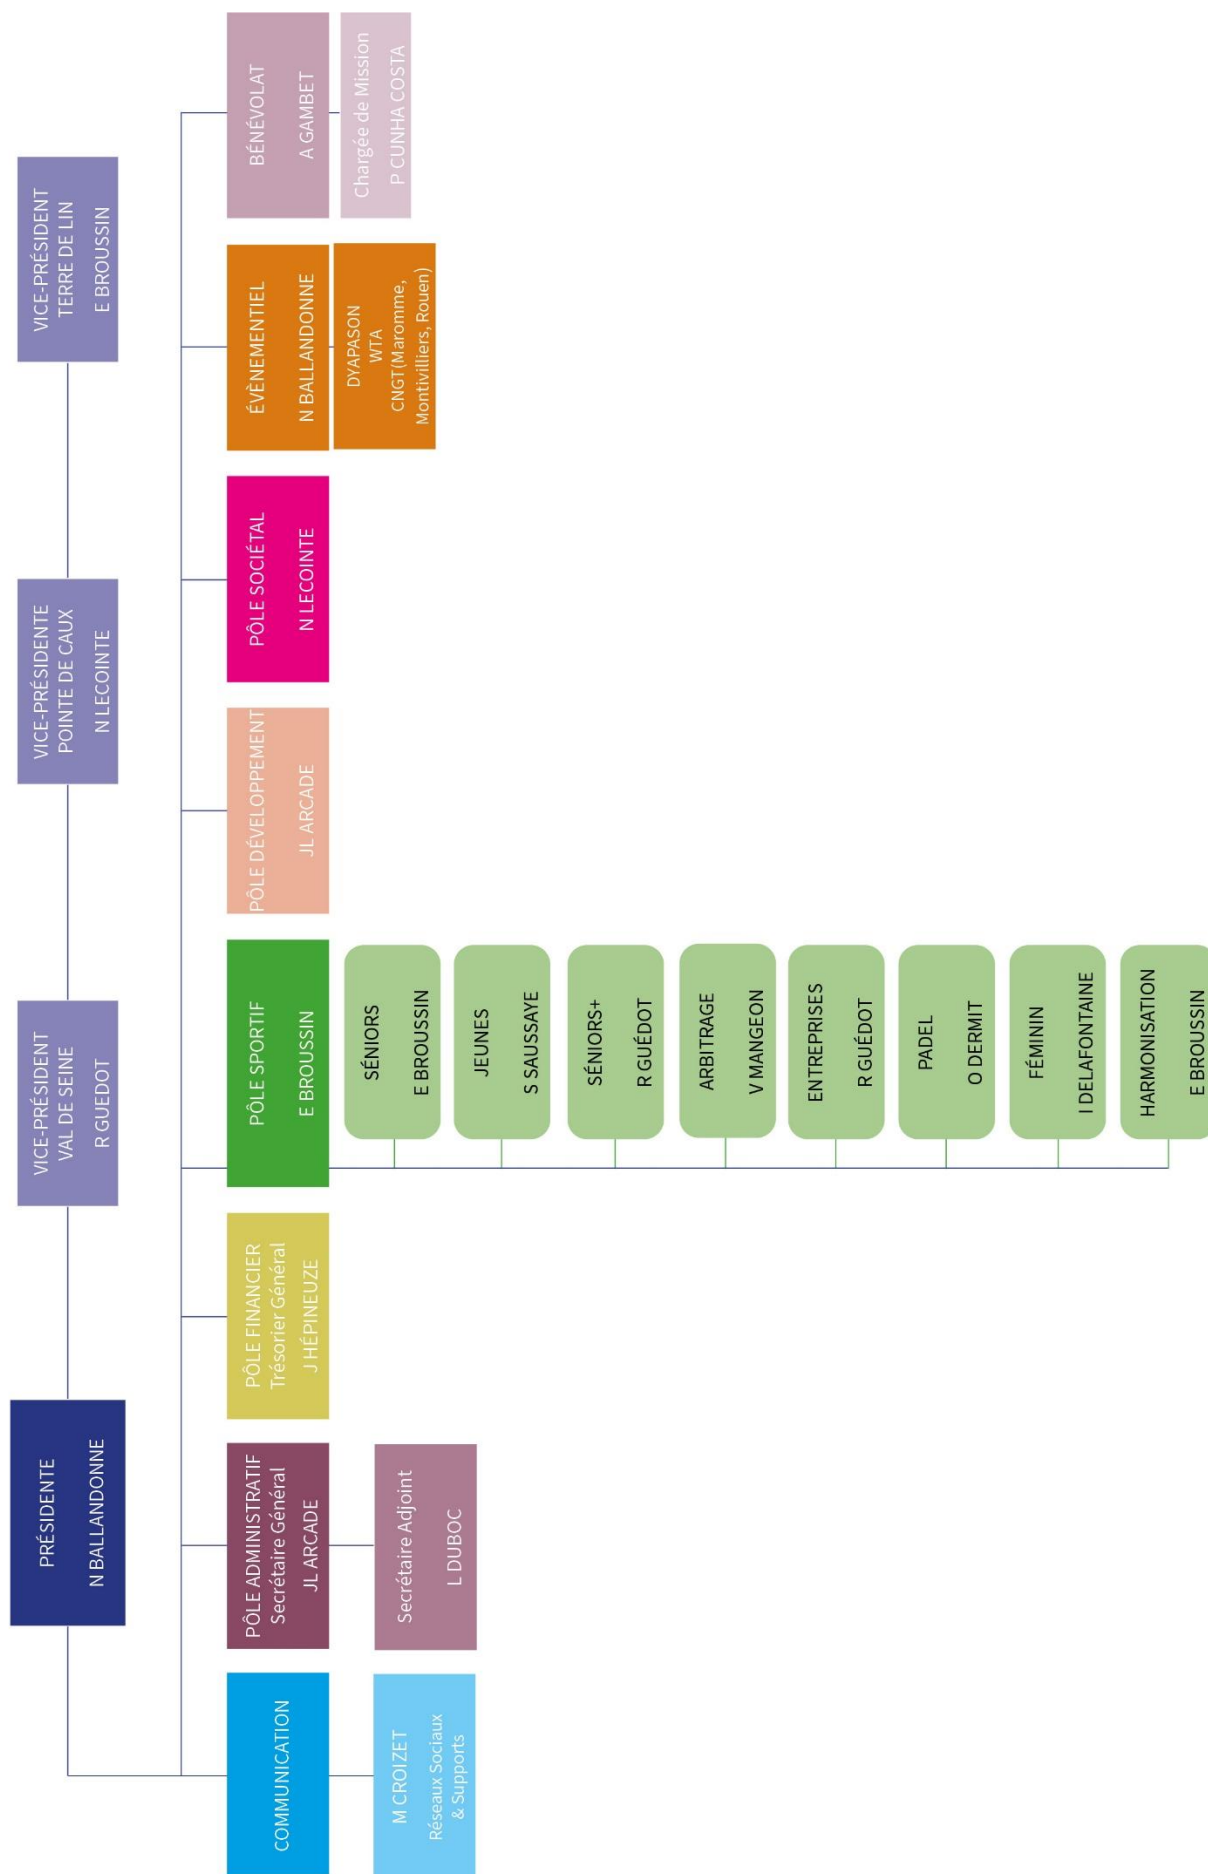 PRÉSIDENTE
N BALLANDONNE
VICE-PRÉSIDENT
VAL DE SEINE
R GUEDOT
VICE-PRÉSIDENTE
POINTE DE CAUX
N LECOINTE
VICE-PRÉSIDENT
TERRE DE LIN
E BROUSSIN
COMMUNICATION
M CROIZET
Réseaux Sociaux
& Supports
PÔLE ADMINISTRATIF
Secrétaire Général
JL ARCADE
Secrétaire Adjoint
L DUBOC
PÔLE FINANCIER
Trésorier Général
J HÉPINEUZE
PÔLE SPORTIF
E BROUSSIN
SÉNIORS
E BROUSSIN
JEUNES
S SAUSSAYE
SÉNIORS+
R GUÉDOT
ARBITRAGE
V MANGEON
ENTREPRISES
R GUÉDOT
PADEL
O DERMIT
FÉMININ
I DELAFONTAINE
HARMONISATION
E BROUSSIN
PÔLE DÉVELOPPEMENT
JL ARCADE
PÔLE SOCIÉTAL
N LECOINTE
ÉVÈNEMENTIEL
N BALLANDONNE
DYAPASON
WTA
CNGT(Maromme,
Montivilliers, Rouen)
BÉNÉVOLAT
A GAMBET
Chargée de Mission
P CUNHA COSTA